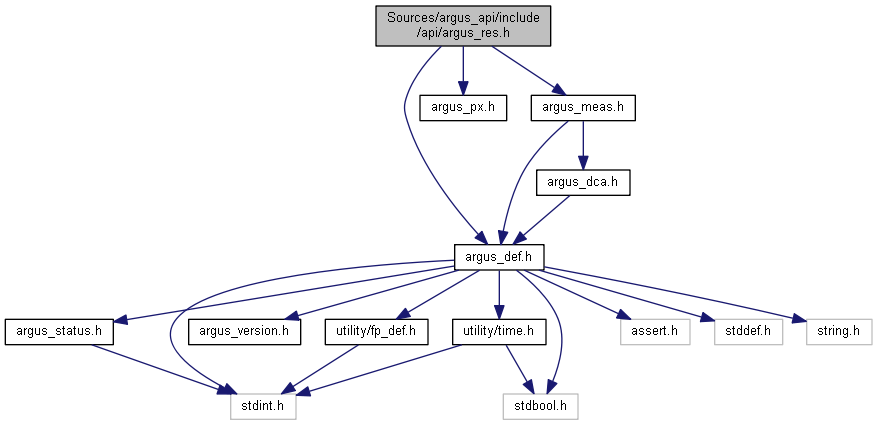 Sources/argus_api/include
/api/argus_res.h
argus_px.h
argus_meas.h
argus_dca.h
argus_def.h
argus_status.h
argus_version.h
utility/fp_def.h
utility/time.h
assert.h
stddef.h
string.h
stdint.h
stdbool.h